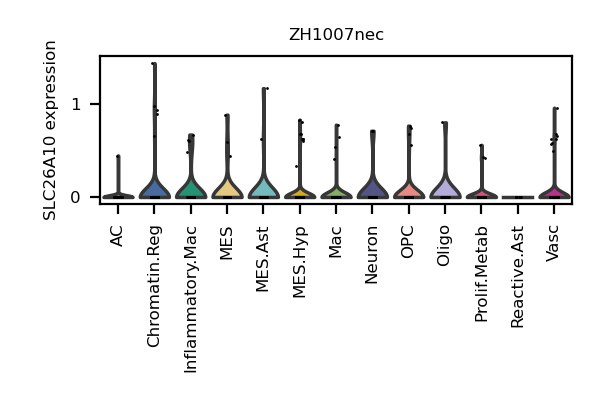 ZH1007nec
SLC26A10 expression
1
0
AC
Chromatin.Reg
Inflammatory.Mac
MES
MES.Ast
MES.Hyp
Mac
Neuron
OPC
Oligo
Prolif.Metab
Reactive.Ast
Vasc